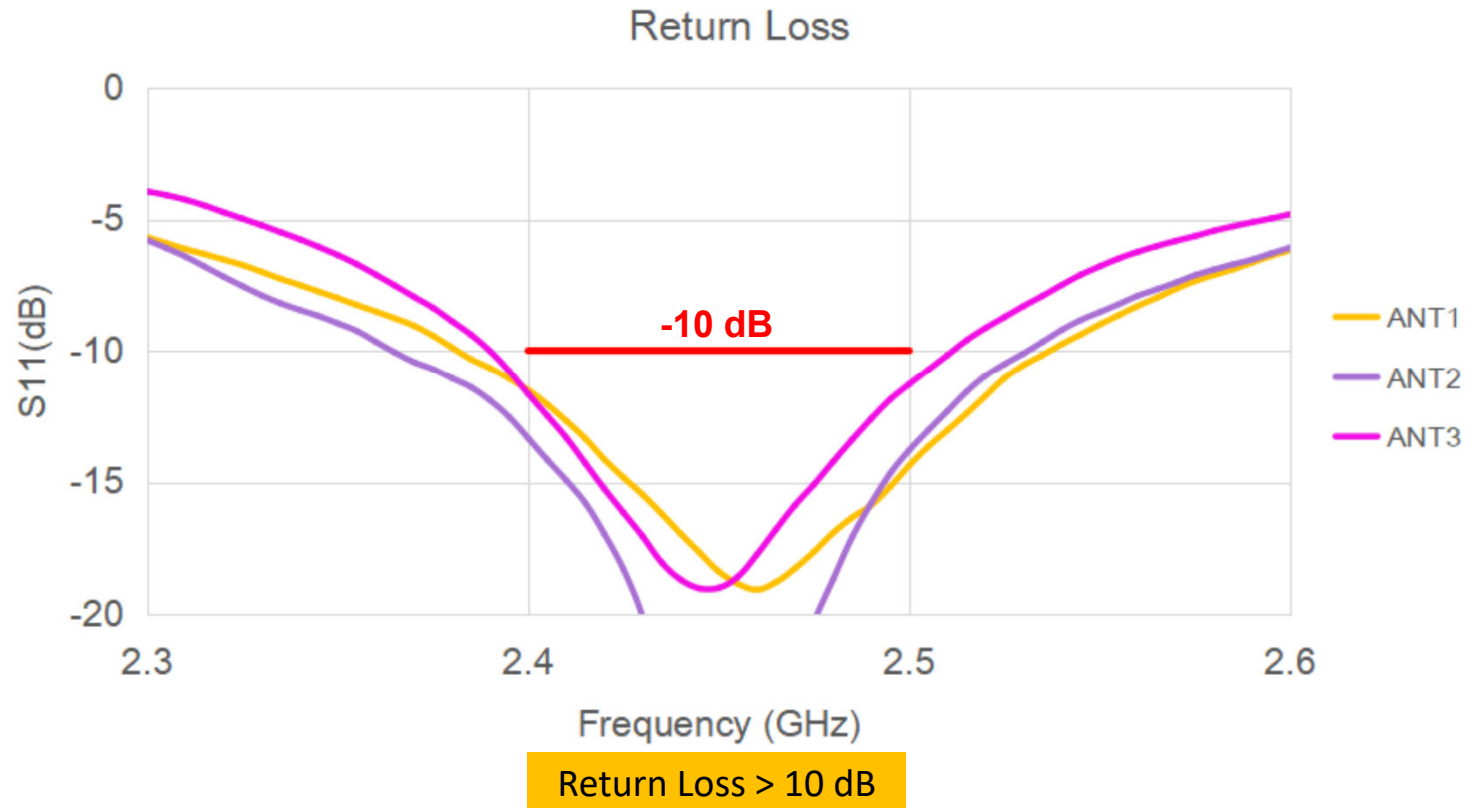 Return Loss
0
-5
-10
-15
-20
S11(dB)
-10 dB
2.3 2.4 2.5 2.6
Frequency (GHz)
ANT1
ANT2
ANT3
Return Loss > 10 dB